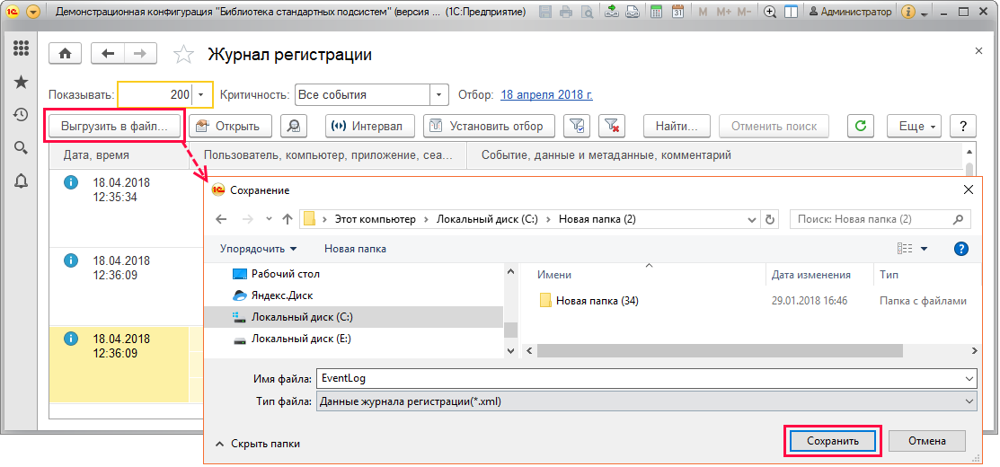 Демонстрационная конфигурация "Библиотека стандартных подсистем" (версия ... (1С:Предприятие)
M M+ M- Администратор
Журнал регистрации
Показывать: 200 Критичность: Все события Отбор: 18 апреля 2018 г.
Выгрузить в файл... Открыть Интервал Установить отбор Найти... Отменить поиск Еще ?
Дата, время Пользователь, компьютер, приложение, сеа... Событие, данные и метаданные, комментарий
18.04.2018
12:35:34
18.04.2018
12:36:09
18.04.2018
12:36:09
Сохранение
Этот компьютер Локальный диск (C:) Новая папка (2) Поиск: Новая папка (2)
Упорядочить Новая папка ?
Рабочий стол
Яндекс.Диск
Локальный диск (C:)
Локальный диск (E:)
Имени Дата изменения Тип
Новая папка (34) 29.01.2018 16:46 Папка с файлами
Имя файла: EventLog
Тип файла: Данные журнала регистрации(*.xml)
Скрыть папки Сохранить Отмена